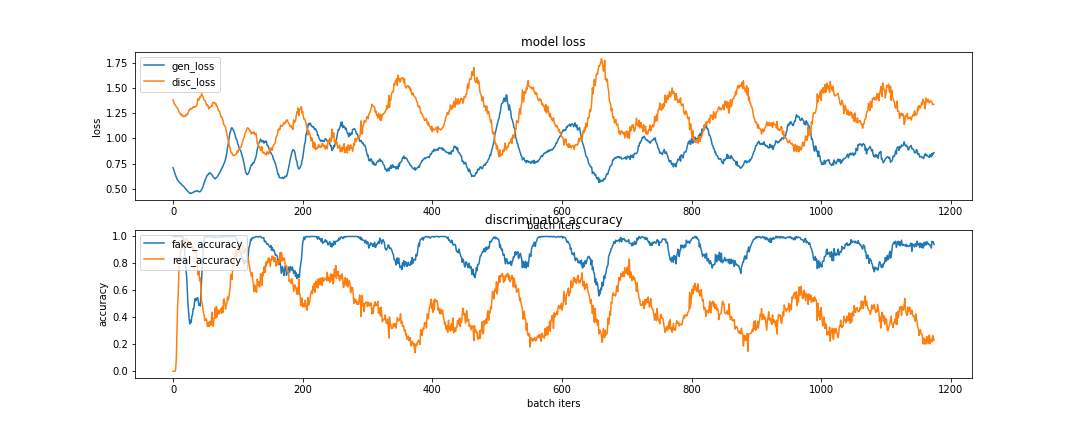 model loss
gen_loss
disc_loss
1.75
1.50
1.25
1.00
0.75
0.50
loss
0
200
400
600
800
1000
1200
batch iters
discriminator accuracy
fake_accuracy
real_accuracy
1.0
0.8
0.6
0.4
0.2
0.0
accuracy
0
200
400
600
800
1000
1200
batch iters